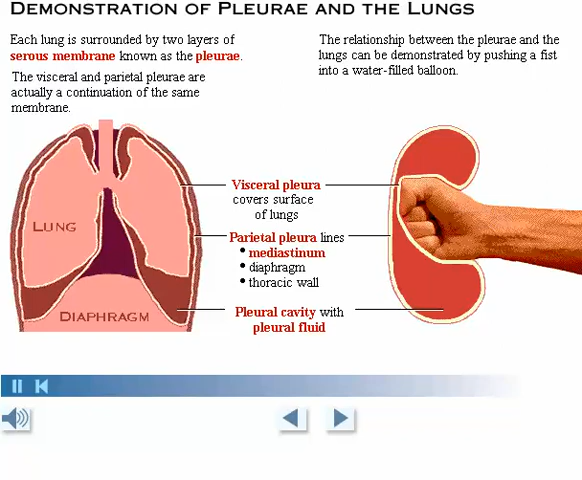 DEMONSTRATION OF PLEURAE AND THE LUNGS
Each lung is surrounded by two layers of
serous membrane known as the pleurae.
The visceral and parietal pleurae are
actually a continuation of the same
membrane.
The relationship between the pleurae and the
lungs can be demonstrated by pushing a fist
into a water-filled balloon.
Visceral pleura
covers surface
of lungs
LUNG
Parietal pleura lines
• mediastinum
• diaphragm
• thoracic wall
Pleural cavity with
pleural fluid
DIAPHRAGM